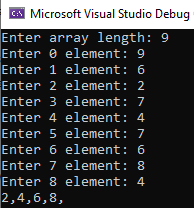 Microsoft Visual Studio Debug
Enter array length: 9
Enter 0 element: 9
Enter 1 element: 6
Enter 2 element: 2
Enter 3 element: 7
Enter 4 element: 4
Enter 5 element: 7
Enter 6 element: 6
Enter 7 element: 8
Enter 8 element: 4
2,4,6,8,